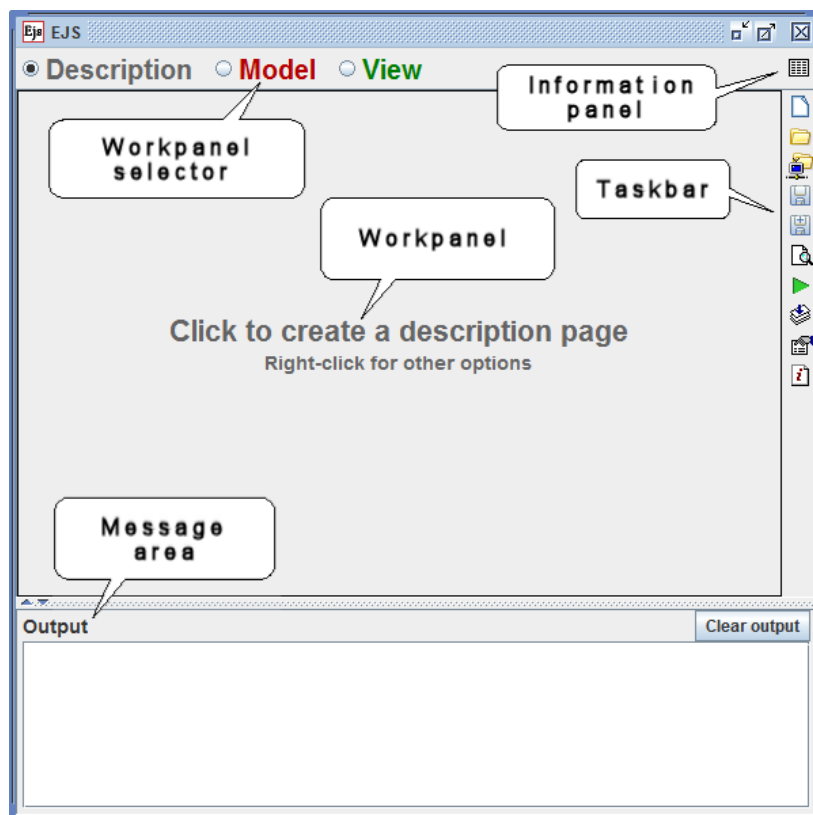 Ejs EJS
Description Model View
Information
panel
Workpanel
selector
Taskbar
Workpanel
Click to create a description page
Right-click for other options
Message
area
Output
Clear output